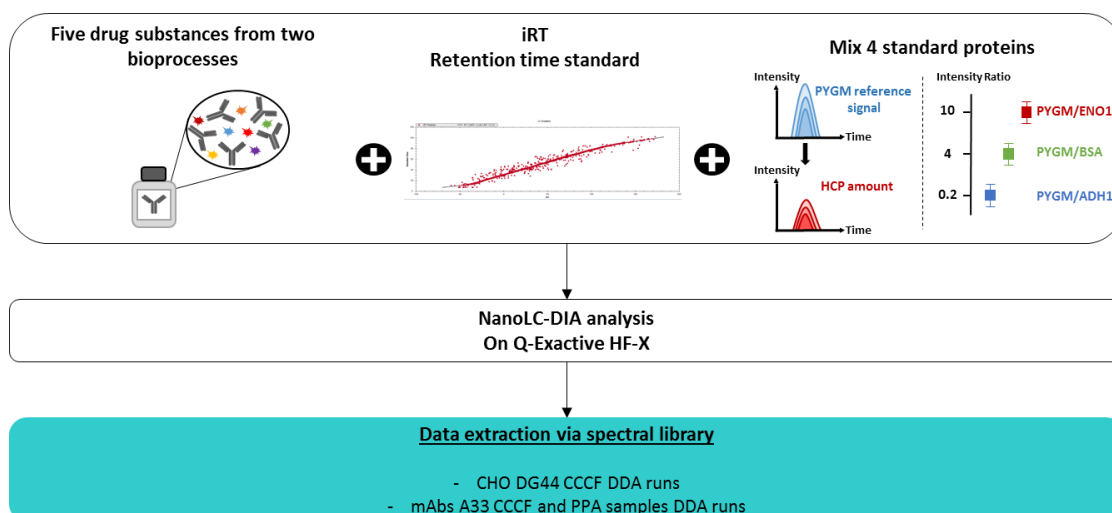 Five drug substances from two
bioprocesses
iRT
Retention time standard
Mix 4 standard proteins
Intensity
PYGM reference
signal
Time
Intensity
HCP amount
Time
Intensity Ratio
10
PYGM/ENO1
4
PYGM/BSA
0.2
PYGM/ADH1
NanoLC-DIA analysis
On Q-Exactive HF-X
Data extraction via spectral library
- CHO DG44 CCCF DDA runs
- mAbs A33 CCCF and PPA samples DDA runs